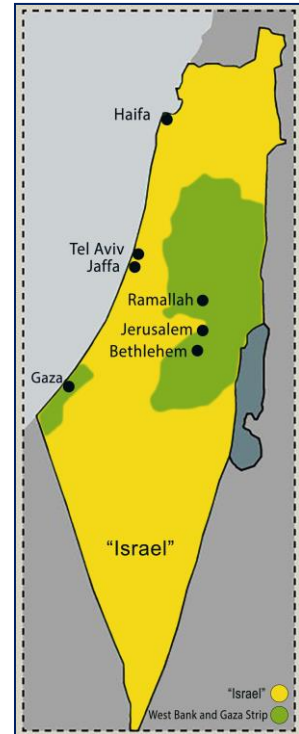 Haifa
Tel Aviv
Jaffa
Ramallah
Jerusalem
Bethlehem
Gaza
"Israel"
"Israel"
West Bank and Gaza Strip